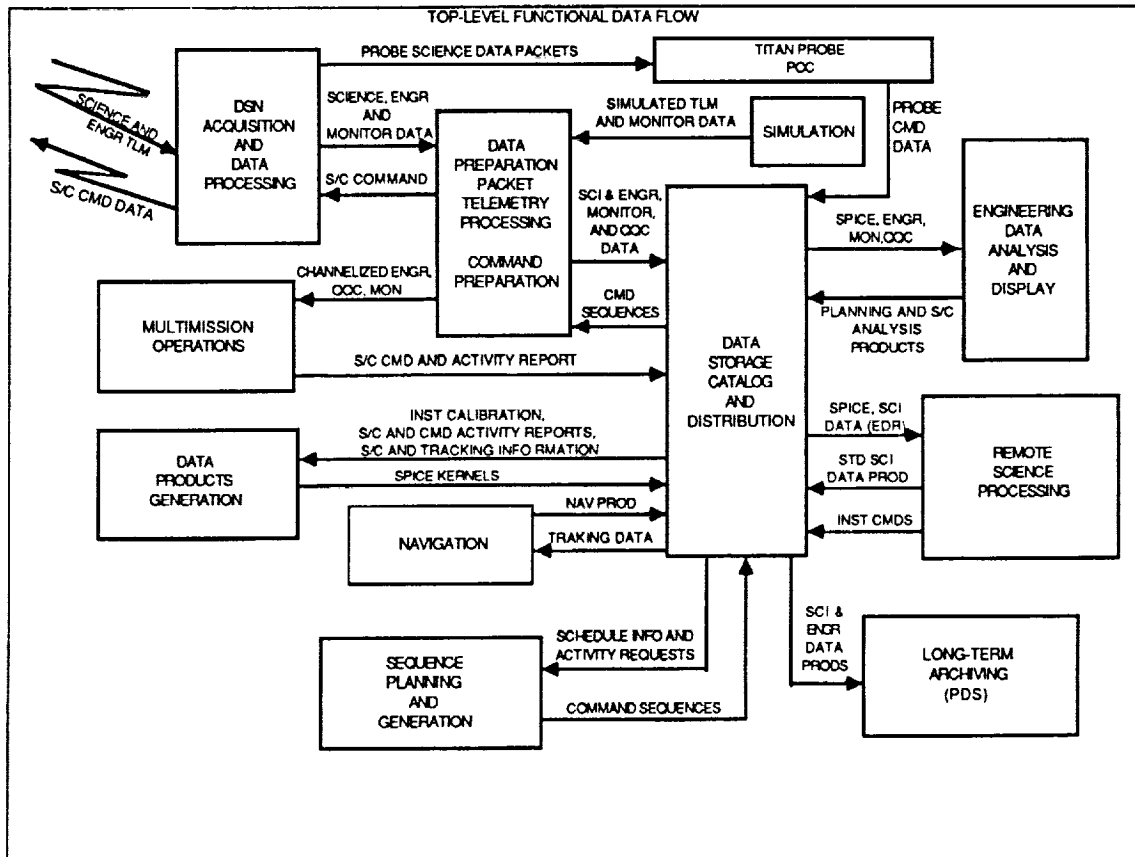 TOP-LEVEL FUNCTIONAL DATA FLOW
PROBE SCIENCE DATA PACKETS
TITAN PROBE
POC
SCIENCE AND
ENGR TLM
S/C CMD DATA
DSN
ACQUISITION
AND
DATA
PROCESSING
SCIENCE, ENGR
AND
MONITOR DATA
S/C COMMAND
DATA
PREPARATION
PACKET
TELEMETRY
PROCESSING
COMMAND
PREPARATION
SIMULATED TLM
AND MONITOR DATA
SIMULATION
PROBE
CMD
DATA
SCI & ENGR,
MONITOR,
AND QQC
DATA
CMD
SEQUENCES
SPICE, ENGR,
MON,QQC
PLANNING AND S/C
ANALYSIS
PRODUCTS
ENGINEERING
DATA
ANALYSIS
AND
DISPLAY
CHANNELIZED ENGR,
QQC, MON
MULTIMISSION
OPERATIONS
S/C CMD AND ACTIVITY REPORT
DATA
STORAGE
CATALOG
AND
DISTRIBUTION
INST CALIBRATION,
S/C AND CMD ACTIVITY REPORTS,
S/C AND TRACKING INFO RMATION
SPICE KERNELS
DATA
PRODUCTS
GENERATION
SPICE, SCI
DATA (EDR)
STD SCI
DATA PROD
INST CMDS
REMOTE
SCIENCE
PROCESSING
NAV PROD
TRAKING DATA
NAVIGATION
SCHEDULE INFO AND
ACTIVITY REQUESTS
COMMAND SEQUENCES
SEQUENCE
PLANNING
AND
GENERATION
SCI &
ENGR
DATA
PRODS
LONG-TERM
ARCHIVING
(PDS)